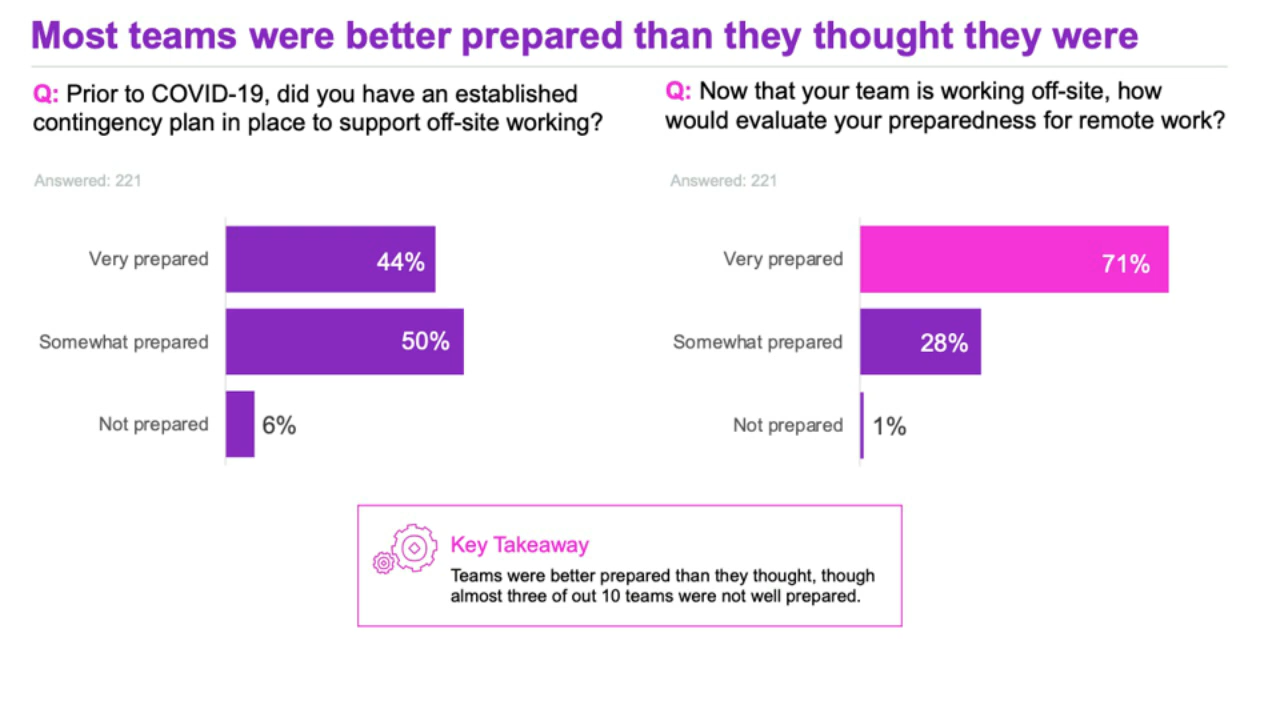 Most teams were better prepared than they thought they were
Q: Prior to COVID-19, did you have an established
contingency plan in place to support off-site working?
Answered: 221
Very prepared
44%
Somewhat prepared
50%
Not prepared
6%
Q: Now that your team is working off-site, how
would evaluate your preparedness for remote work?
Answered: 221
Very prepared
71%
Somewhat prepared
28%
Not prepared
1%
Key Takeaway
Teams were better prepared than they thought, though
almost three of out 10 teams were not well prepared.